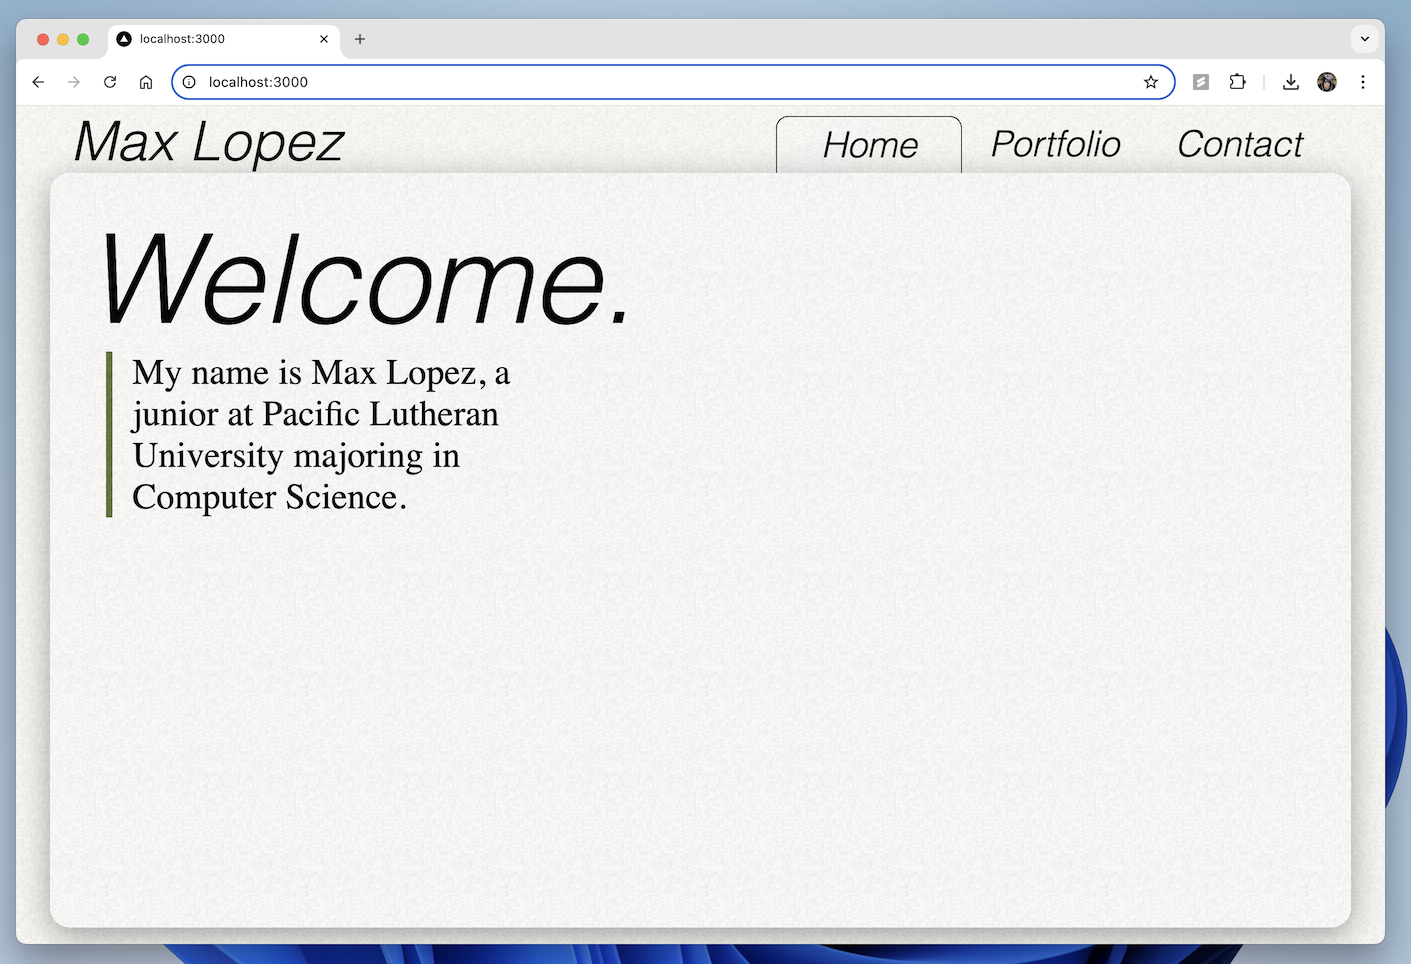 localhost:3000
localhost:3000
Max Lopez
Home Portfolio Contact
Welcome.
My name is Max Lopez, a
junior at Pacific Lutheran
University majoring in
Computer Science.